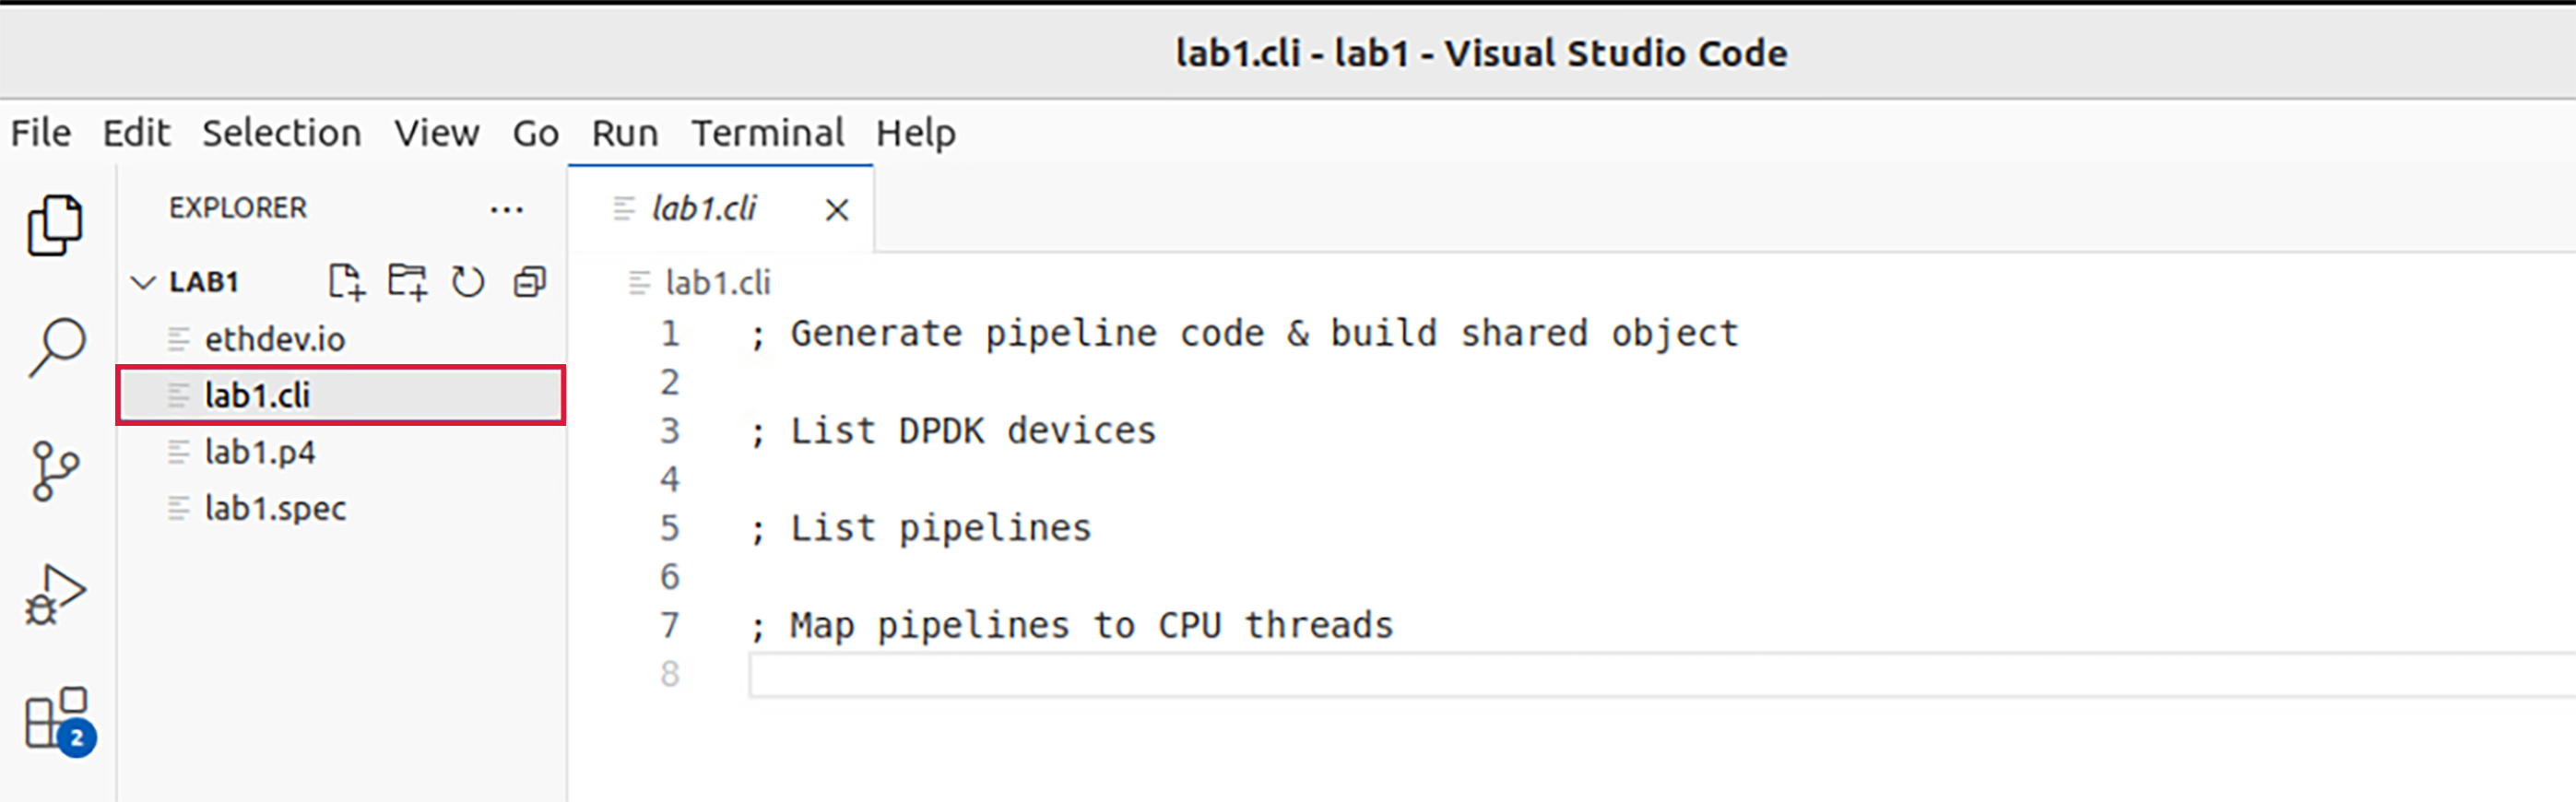 lab1.cli - lab1 - Visual Studio Code
File Edit Selection View Go Run Terminal Help
EXPLORER
LAB1
ethdev.io
lab1.cli
lab1.p4
lab1.spec
2
lab1.cli
lab1.cli
1 ; Generate pipeline code & build shared object
2
3 ; List DPDK devices
4
5 ; List pipelines
6
7 ; Map pipelines to CPU threads
8